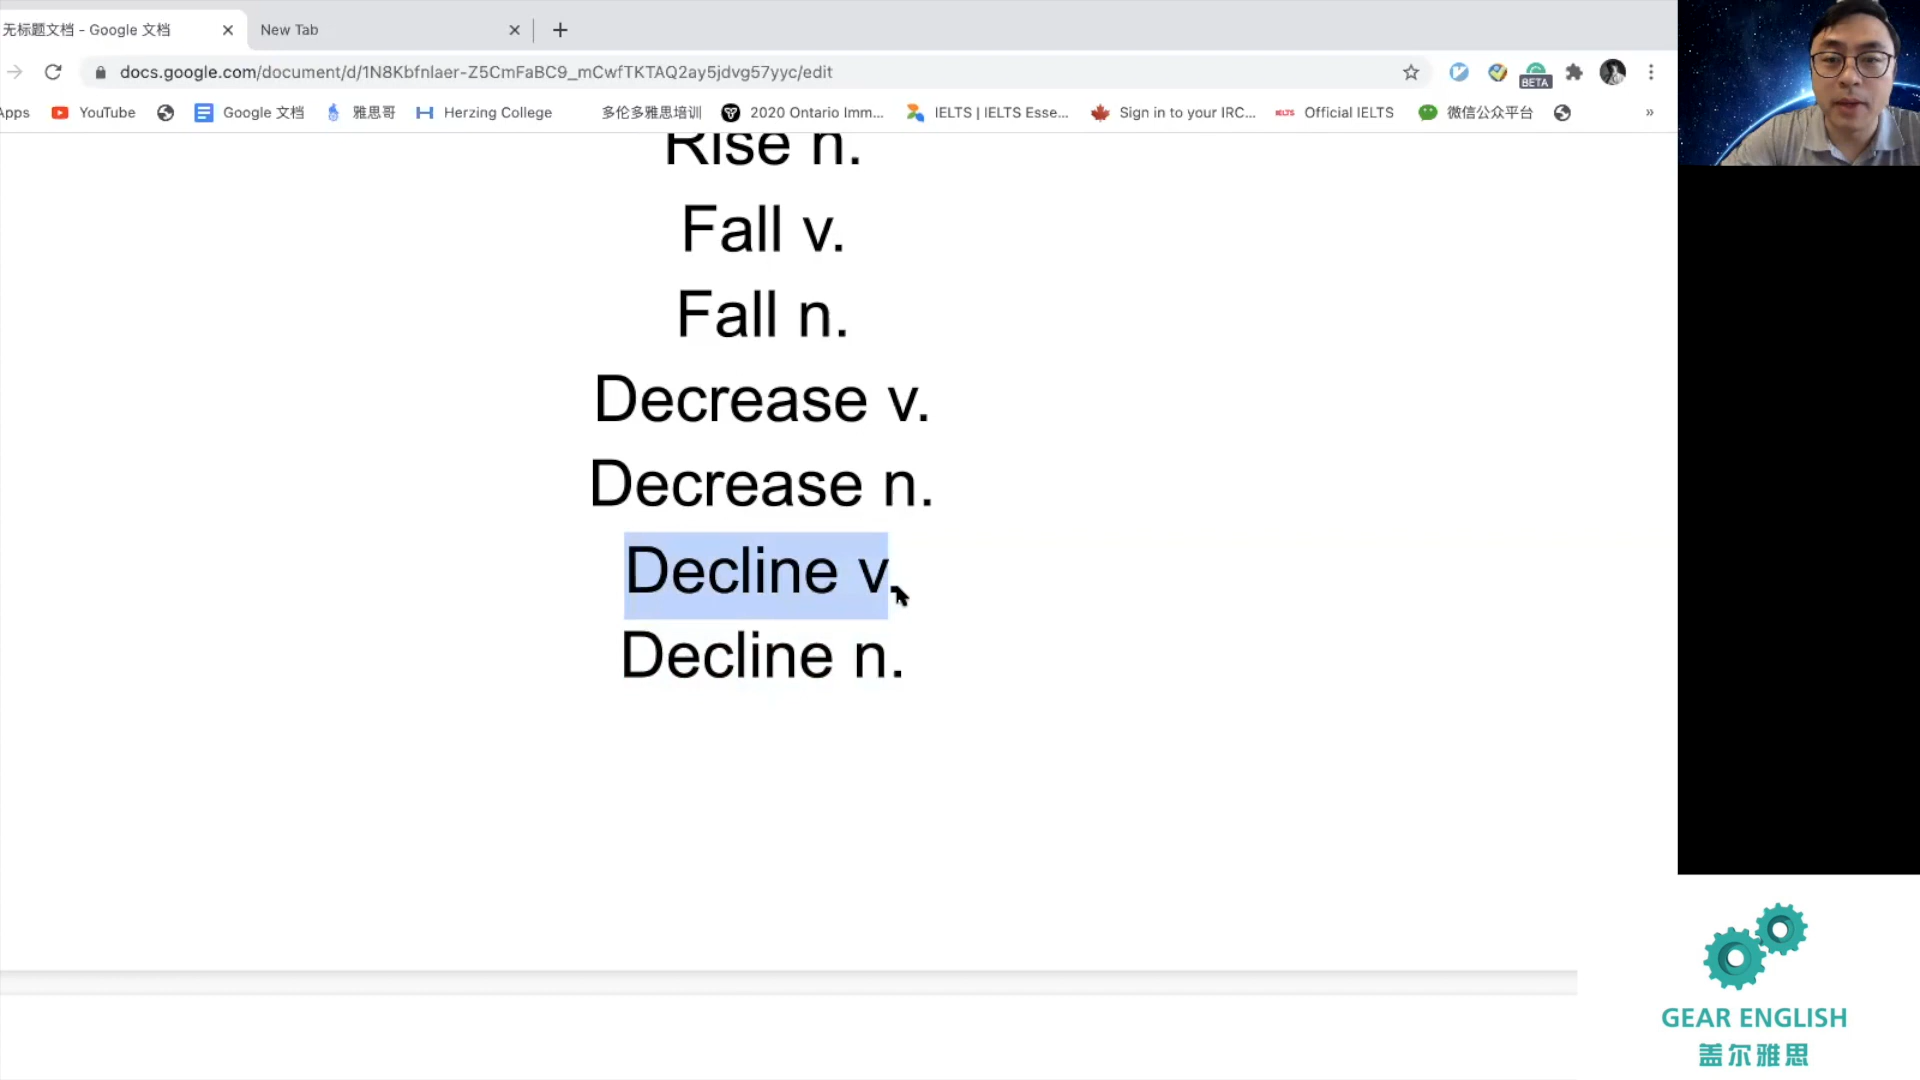 无标题文档 - Google 文档
New Tab
docs.google.com/document/d/1N8Kbfnlaer-Z5CmFaBC9_mCwfTKTAQ2ay5jdvg57yyc/edit
BETA
Apps
YouTube
Google 文档
雅思哥
Herzing College
多伦多雅思培训
2020 Ontario Imm...
IELTS | IELTS Esse...
Sign in to your IRC...
IELTS
Official IELTS
微信公众平台
»
Rise n.
Fall v.
Fall n.
Decrease v.
Decrease n.
Decline v.
Decline n.
GEAR ENGLISH
盖尔雅思